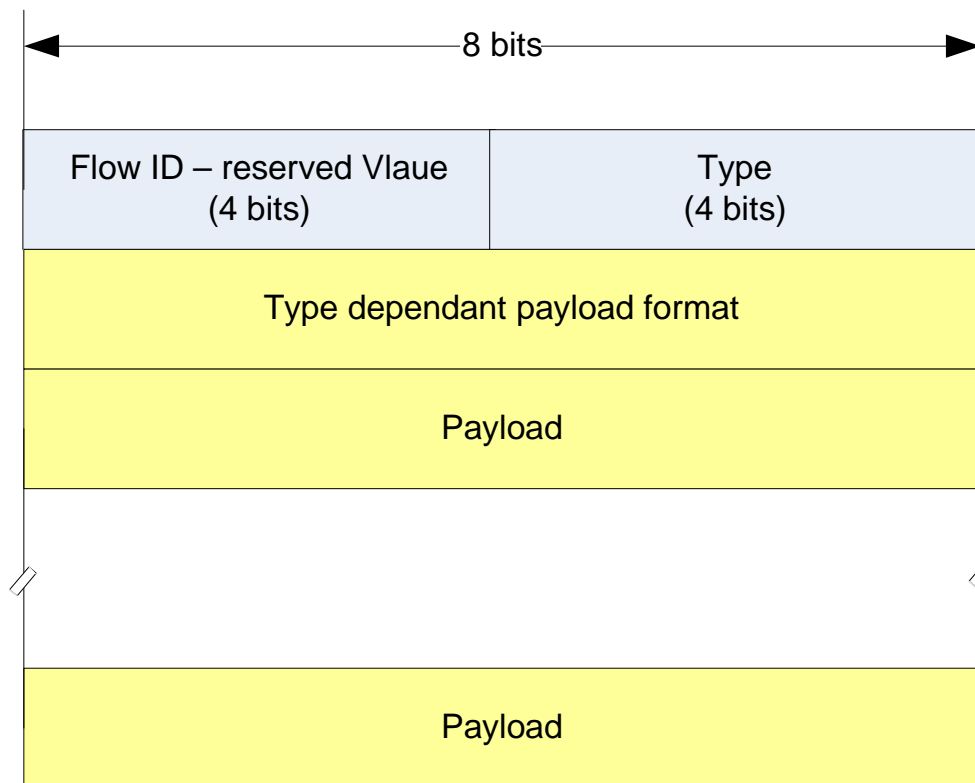 8 bits
Flow ID – reserved Vlaue
(4 bits)
Type
(4 bits)
Type dependant payload format
Payload
Payload